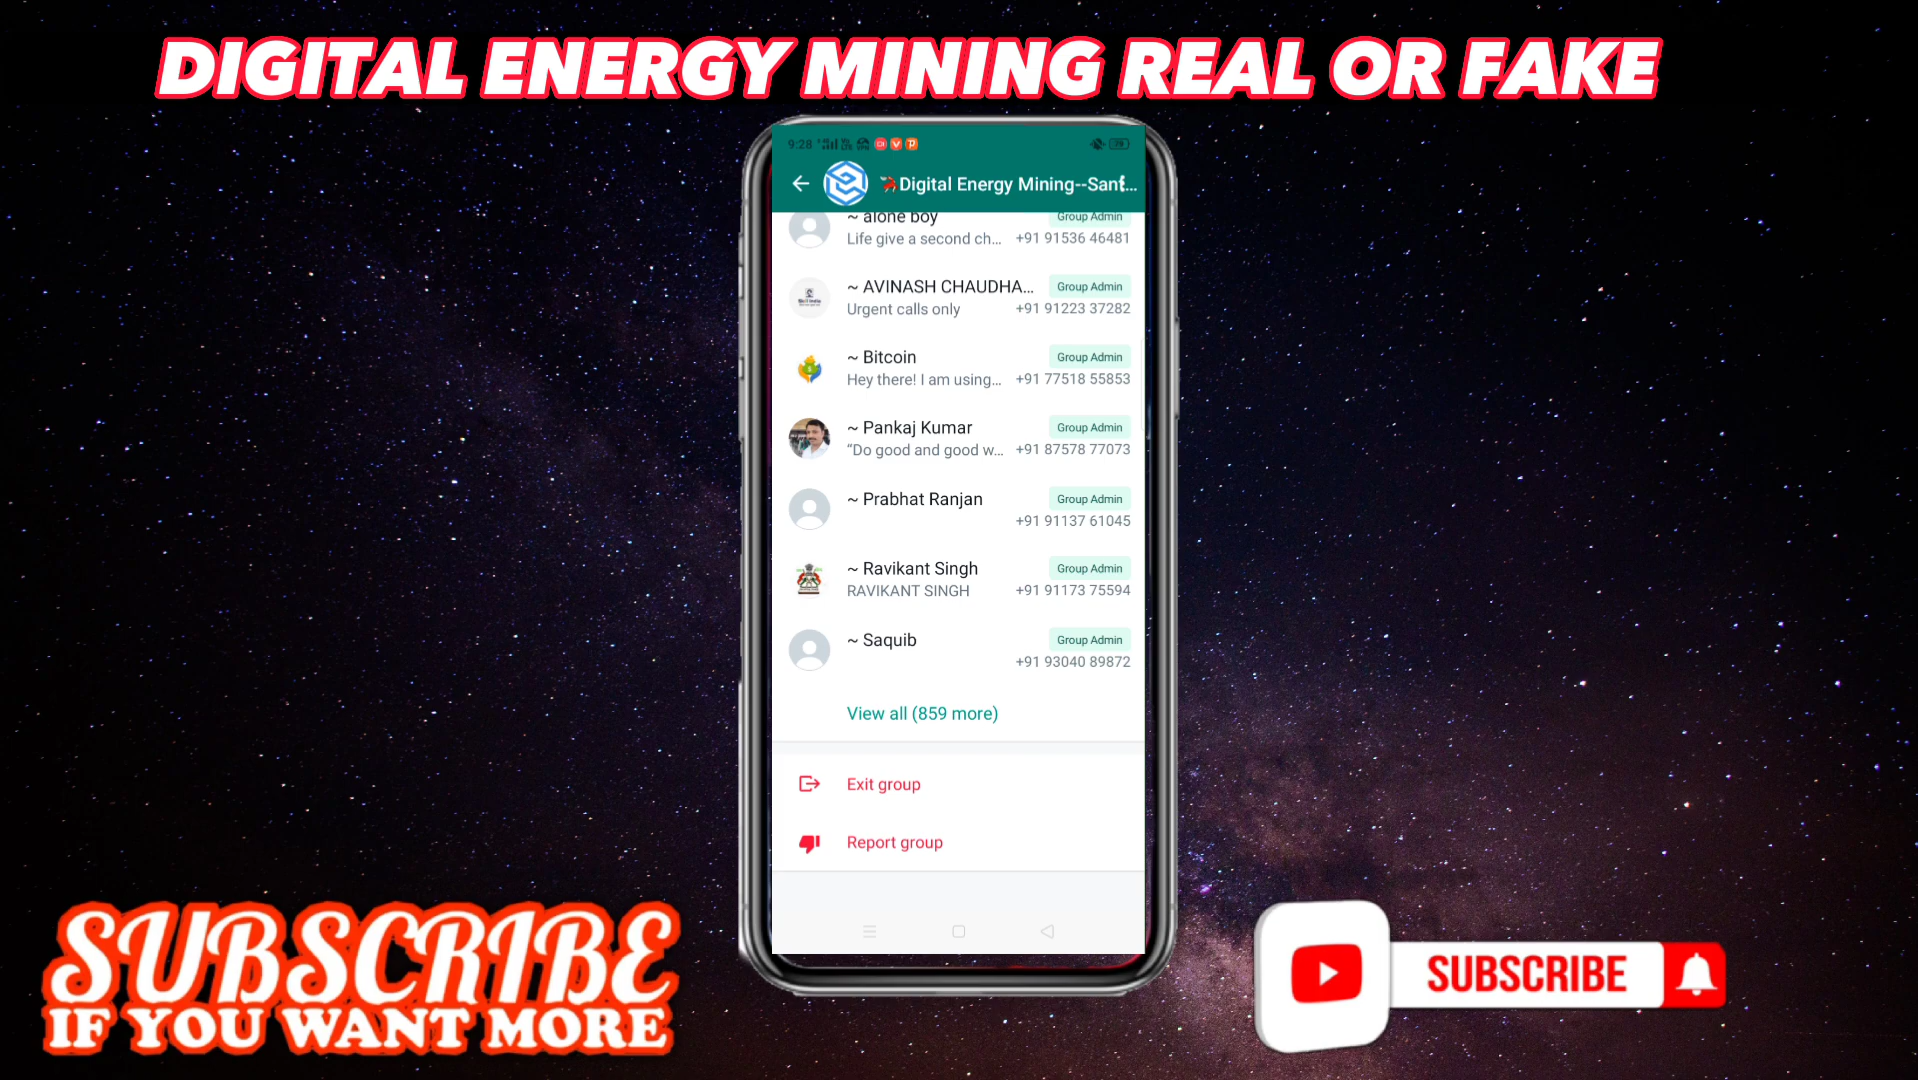 DIGITAL ENERGY MINING REAL OR FAKE
9:28
Digital Energy Mining--Sant...
~ alone boy Group Admin
Life give a second ch... +91 91536 46481
~ AVINASH CHAUDHA... Group Admin
Urgent calls only +91 91223 37282
~ Bitcoin Group Admin
Hey there! I am using... +91 77518 55853
~ Pankaj Kumar Group Admin
“Do good and good w... +91 87578 77073
~ Prabhat Ranjan Group Admin
+91 91137 61045
~ Ravikant Singh Group Admin
RAVIKANT SINGH +91 91173 75594
~ Saquib Group Admin
+91 93040 89872
View all (859 more)
Exit group
Report group
SUBSCRIBE
IF YOU WANT MORE
SUBSCRIBE